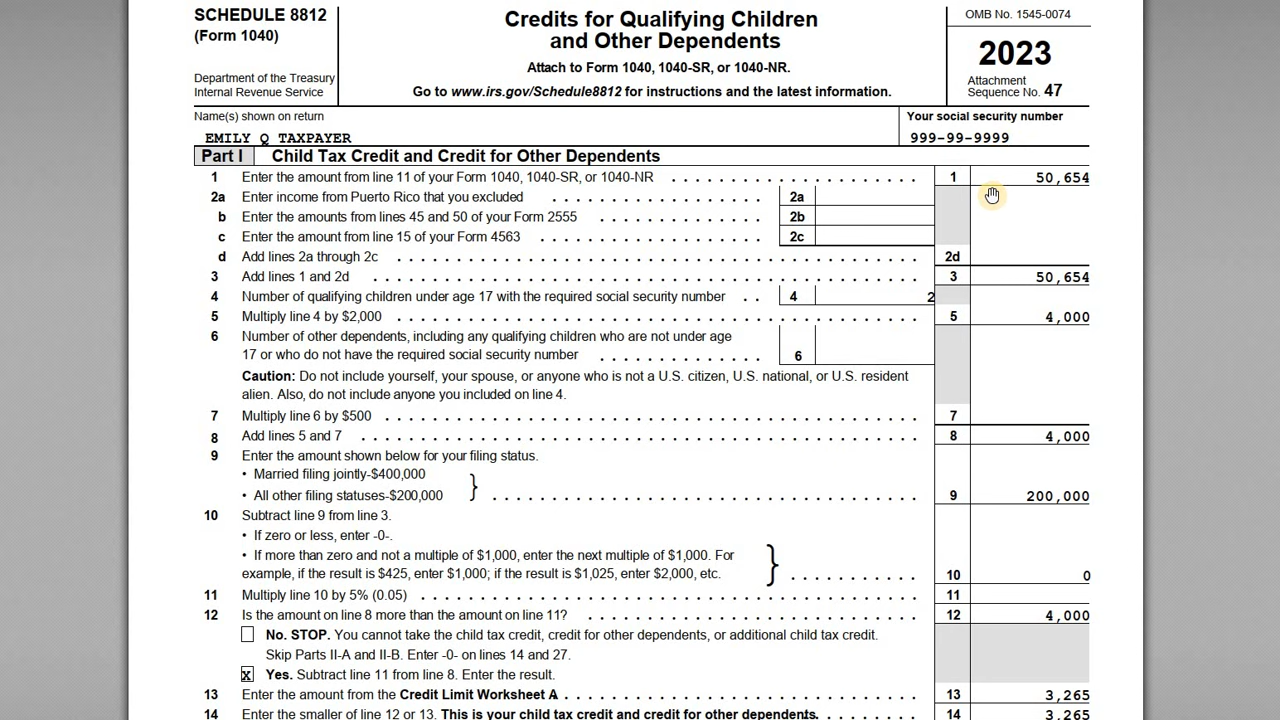 SCHEDULE 8812
(Form 1040)
Department of the Treasury
Internal Revenue Service
Credits for Qualifying Children
and Other Dependents
Attach to Form 1040, 1040-SR, or 1040-NR.
Go to www.irs.gov/Schedule8812 for instructions and the latest information.
OMB No. 1545-0074
2023
Attachment
Sequence No. 47
Name(s) shown on return
EMILY Q TAXPAYER
Your social security number
999-99-9999
Part I Child Tax Credit and Credit for Other Dependents
1 Enter the amount from line 11 of your Form 1040, 1040-SR, or 1040-NR 1 50,654
2a Enter income from Puerto Rico that you excluded 2a
b Enter the amounts from lines 45 and 50 of your Form 2555 2b
c Enter the amount from line 15 of your Form 4563 2c
d Add lines 2a through 2c 2d
3 Add lines 1 and 2d 3 50,654
4 Number of qualifying children under age 17 with the required social security number 4 2
5 Multiply line 4 by $2,000 5 4,000
6 Number of other dependents, including any qualifying children who are not under age
17 or who do not have the required social security number 6
Caution: Do not include yourself, your spouse, or anyone who is not a U.S. citizen, U.S. national, or U.S. resident
alien. Also, do not include anyone you included on line 4.
7 Multiply line 6 by $500 7
8 Add lines 5 and 7 8 4,000
9 Enter the amount shown below for your filing status.
• Married filing jointly-$400,000
• All other filing statuses-$200,000 } 9 200,000
10 Subtract line 9 from line 3.
• If zero or less, enter -0-.
• If more than zero and not a multiple of $1,000, enter the next multiple of $1,000. For
example, if the result is $425, enter $1,000; if the result is $1,025, enter $2,000, etc. } 10 0
11 Multiply line 10 by 5% (0.05) 11
12 Is the amount on line 8 more than the amount on line 11? 12 4,000
No. STOP. You cannot take the child tax credit, credit for other dependents, or additional child tax credit.
Skip Parts II-A and II-B. Enter -0- on lines 14 and 27.
X Yes. Subtract line 11 from line 8. Enter the result.
13 Enter the amount from the Credit Limit Worksheet A 13 3,265
14 Enter the smaller of line 12 or 13. This is your child tax credit and credit for other dependents. 14 3,265